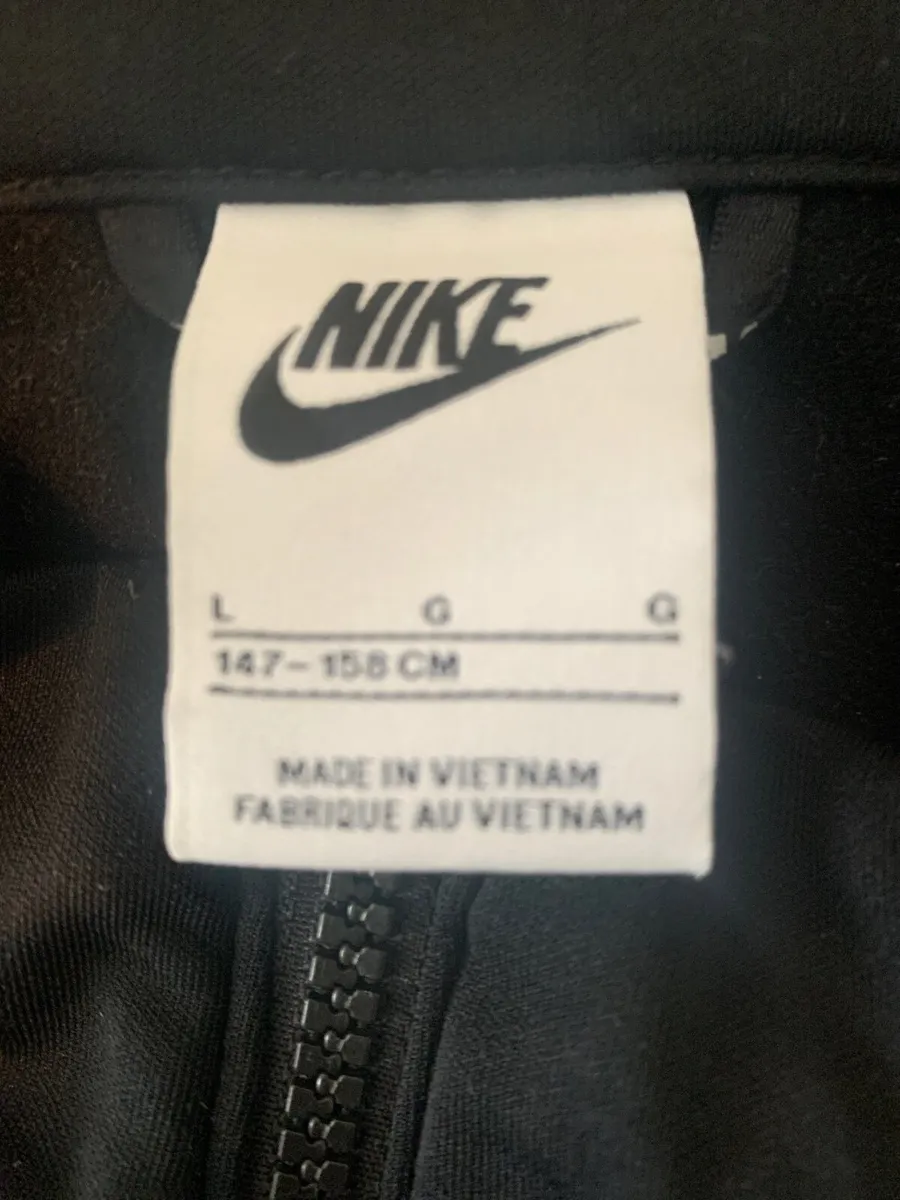 NIKE
L G G
147-158 CM
MADE IN VIETNAM
FABRIQUE AU VIETNAM